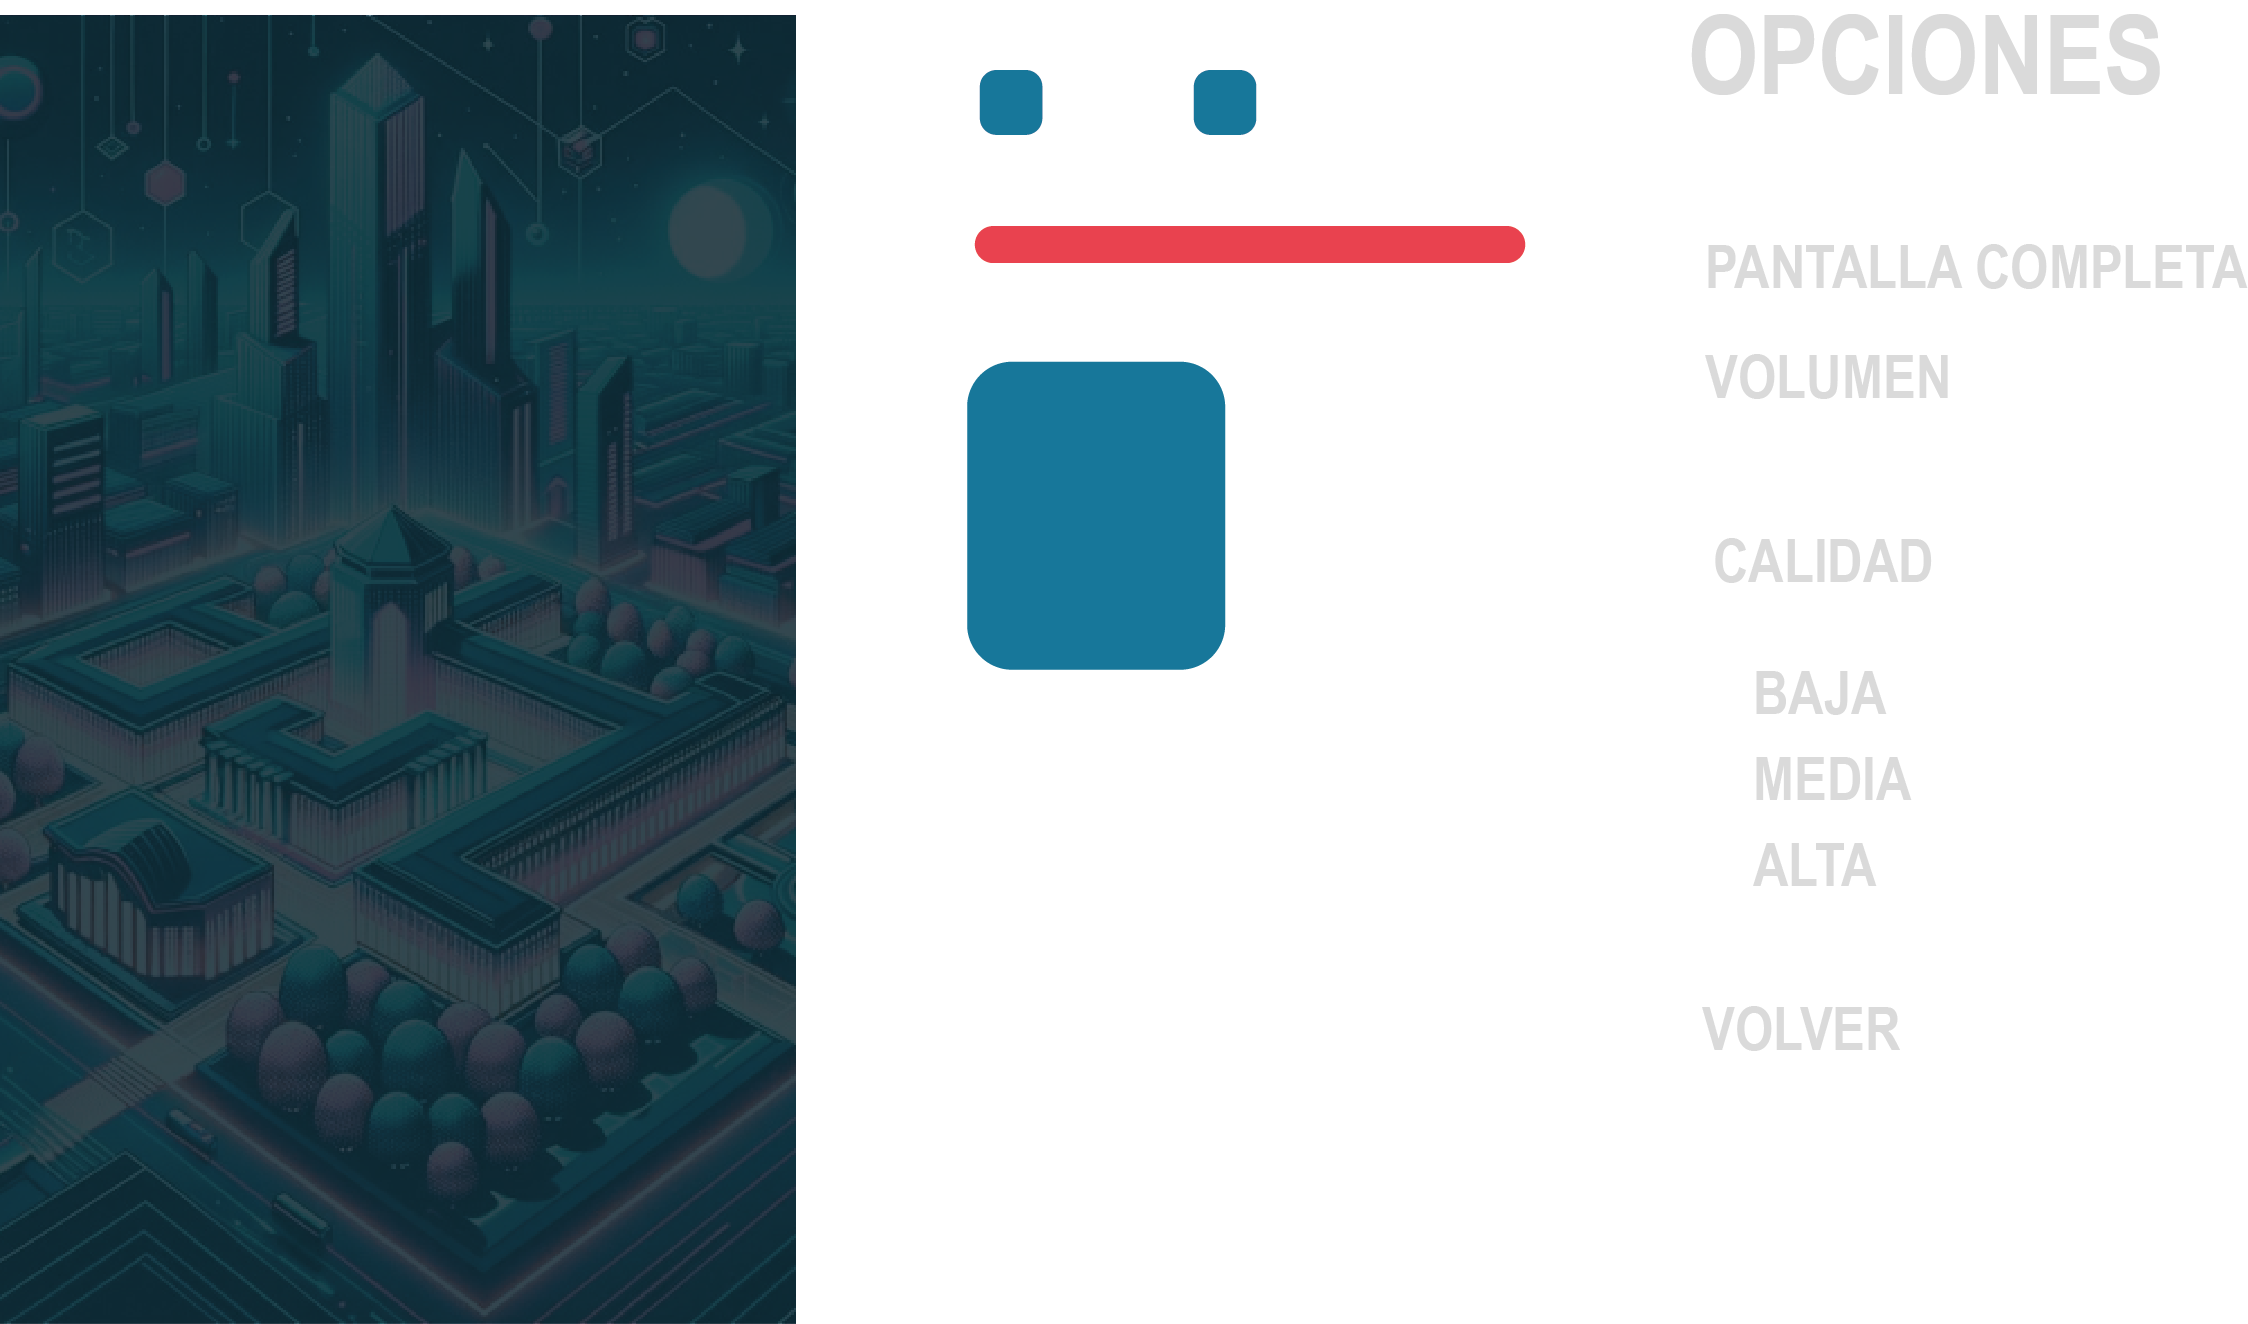 OPCIONES
PANTALLA COMPLETA
VOLUMEN
CALIDAD
BAJA
MEDIA
ALTA
VOLVER